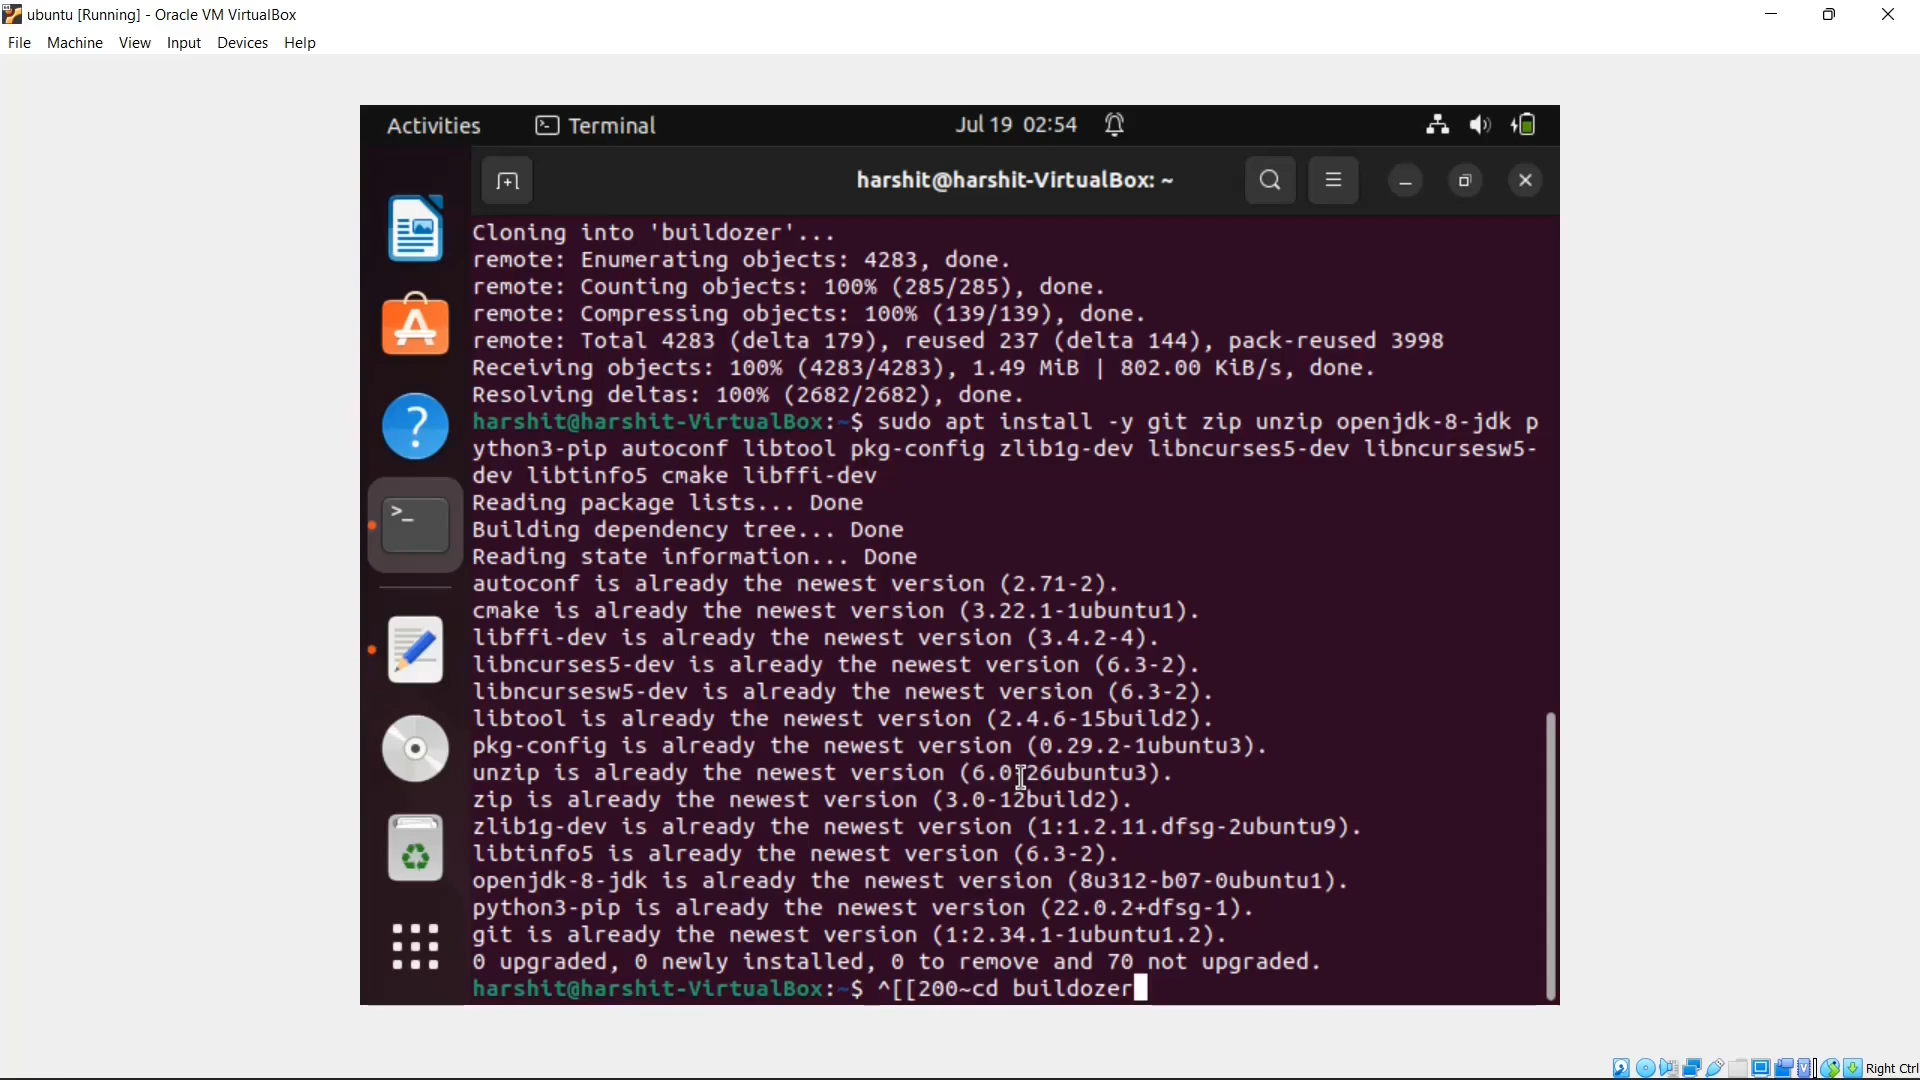 ubuntu [Running] - Oracle VM VirtualBox
File Machine View Input Devices Help
Activities Terminal Jul 19 02:54
harshit@harshit-VirtualBox: ~
Cloning into 'buildozer'...
remote: Enumerating objects: 4283, done.
remote: Counting objects: 100% (285/285), done.
remote: Compressing objects: 100% (139/139), done.
remote: Total 4283 (delta 179), reused 237 (delta 144), pack-reused 3998
Receiving objects: 100% (4283/4283), 1.49 MiB | 802.00 KiB/s, done.
Resolving deltas: 100% (2682/2682), done.
harshit@harshit-VirtualBox:~$ sudo apt install -y git zip unzip openjdk-8-jdk p
ython3-pip autoconf libtool pkg-config zlib1g-dev libncurses5-dev libncursesw5-
dev libtinfo5 cmake libffi-dev
Reading package lists... Done
Building dependency tree... Done
Reading state information... Done
autoconf is already the newest version (2.71-2).
cmake is already the newest version (3.22.1-1ubuntu1).
libffi-dev is already the newest version (3.4.2-4).
libncurses5-dev is already the newest version (6.3-2).
libncursesw5-dev is already the newest version (6.3-2).
libtool is already the newest version (2.4.6-15build2).
pkg-config is already the newest version (0.29.2-1ubuntu3).
unzip is already the newest version (6.0-26ubuntu3).
zip is already the newest version (3.0-12build2).
zlib1g-dev is already the newest version (1:1.2.11.dfsg-2ubuntu9).
libtinfo5 is already the newest version (6.3-2).
openjdk-8-jdk is already the newest version (8u312-b07-0ubuntu1).
python3-pip is already the newest version (22.0.2+dfsg-1).
git is already the newest version (1:2.34.1-1ubuntu1.2).
0 upgraded, 0 newly installed, 0 to remove and 70 not upgraded.
harshit@harshit-VirtualBox:~$ ^[[200~cd buildozer
Right Ctrl